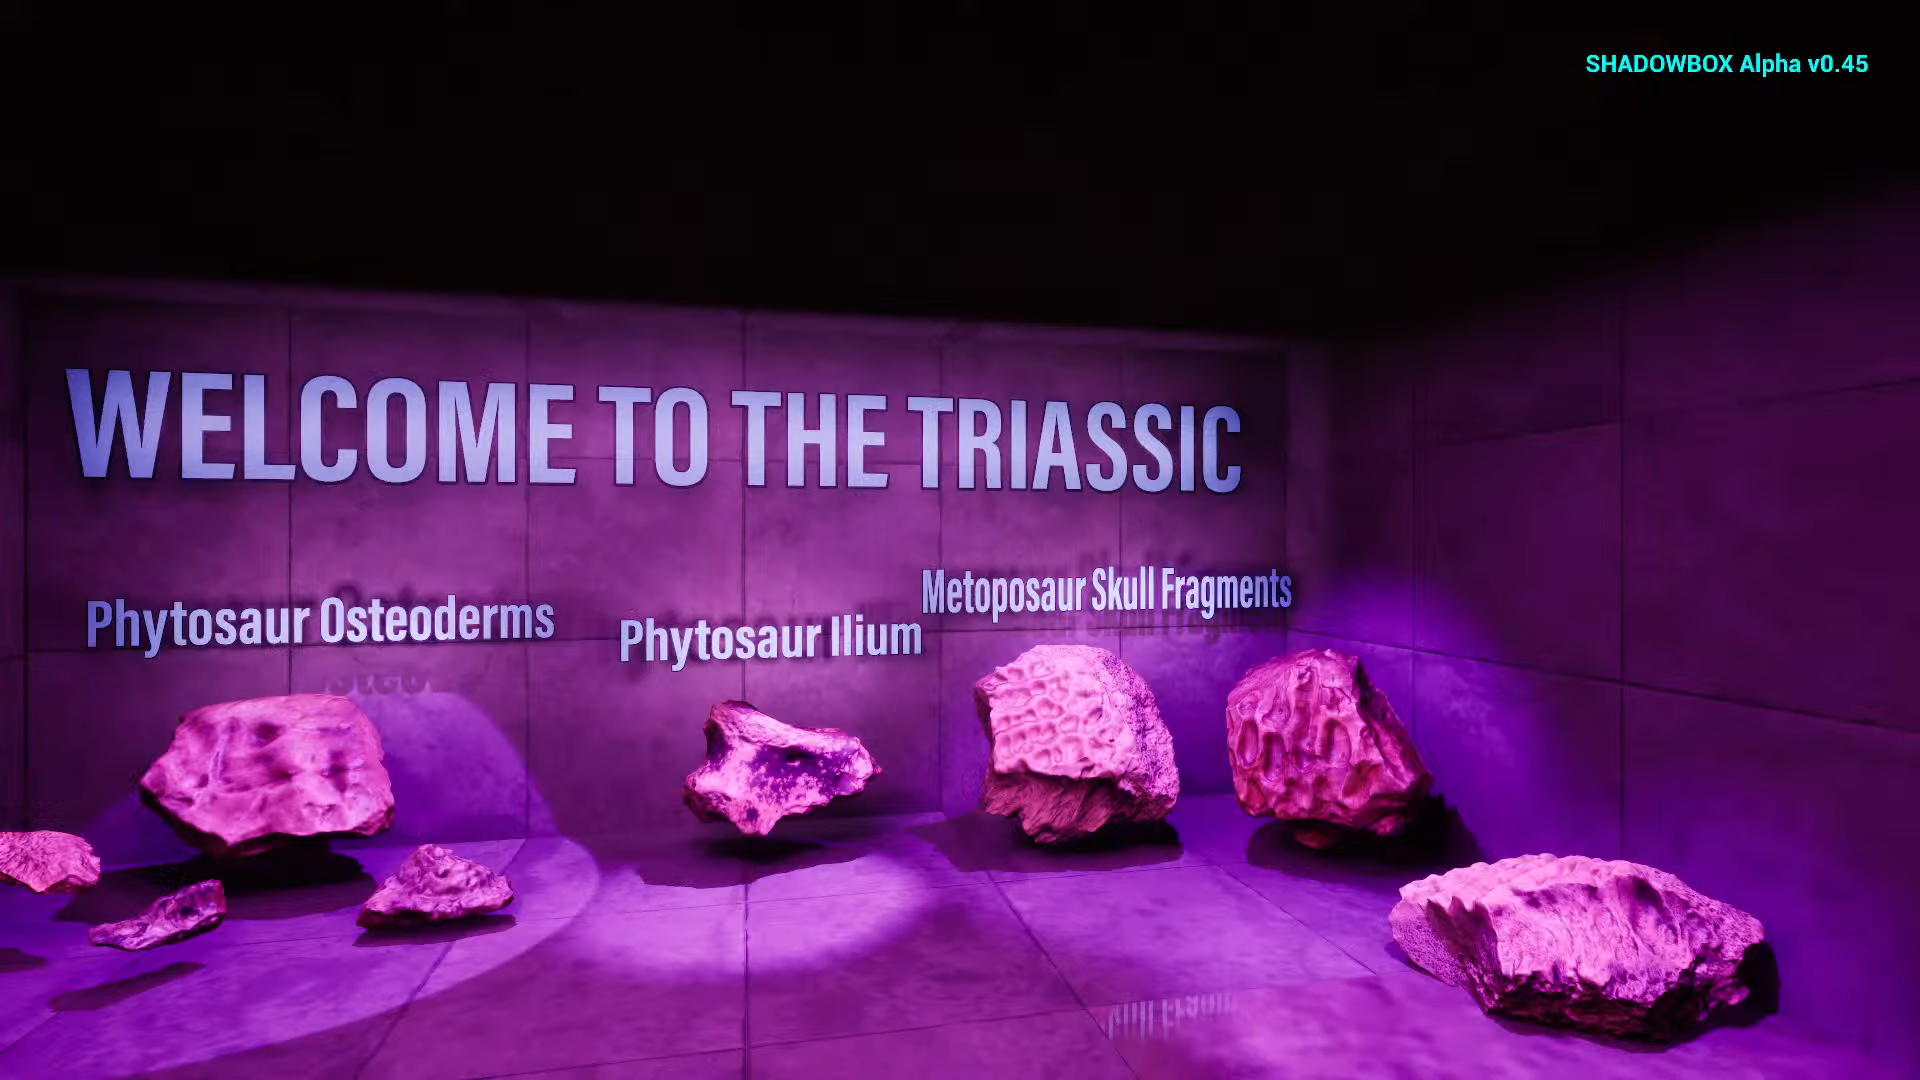 SHADOWBOX Alpha v0.45
WELCOME TO THE TRIASSIC
Phytosaur Osteoderms
Phytosaur Ilium
Metoposaur Skull Fragments